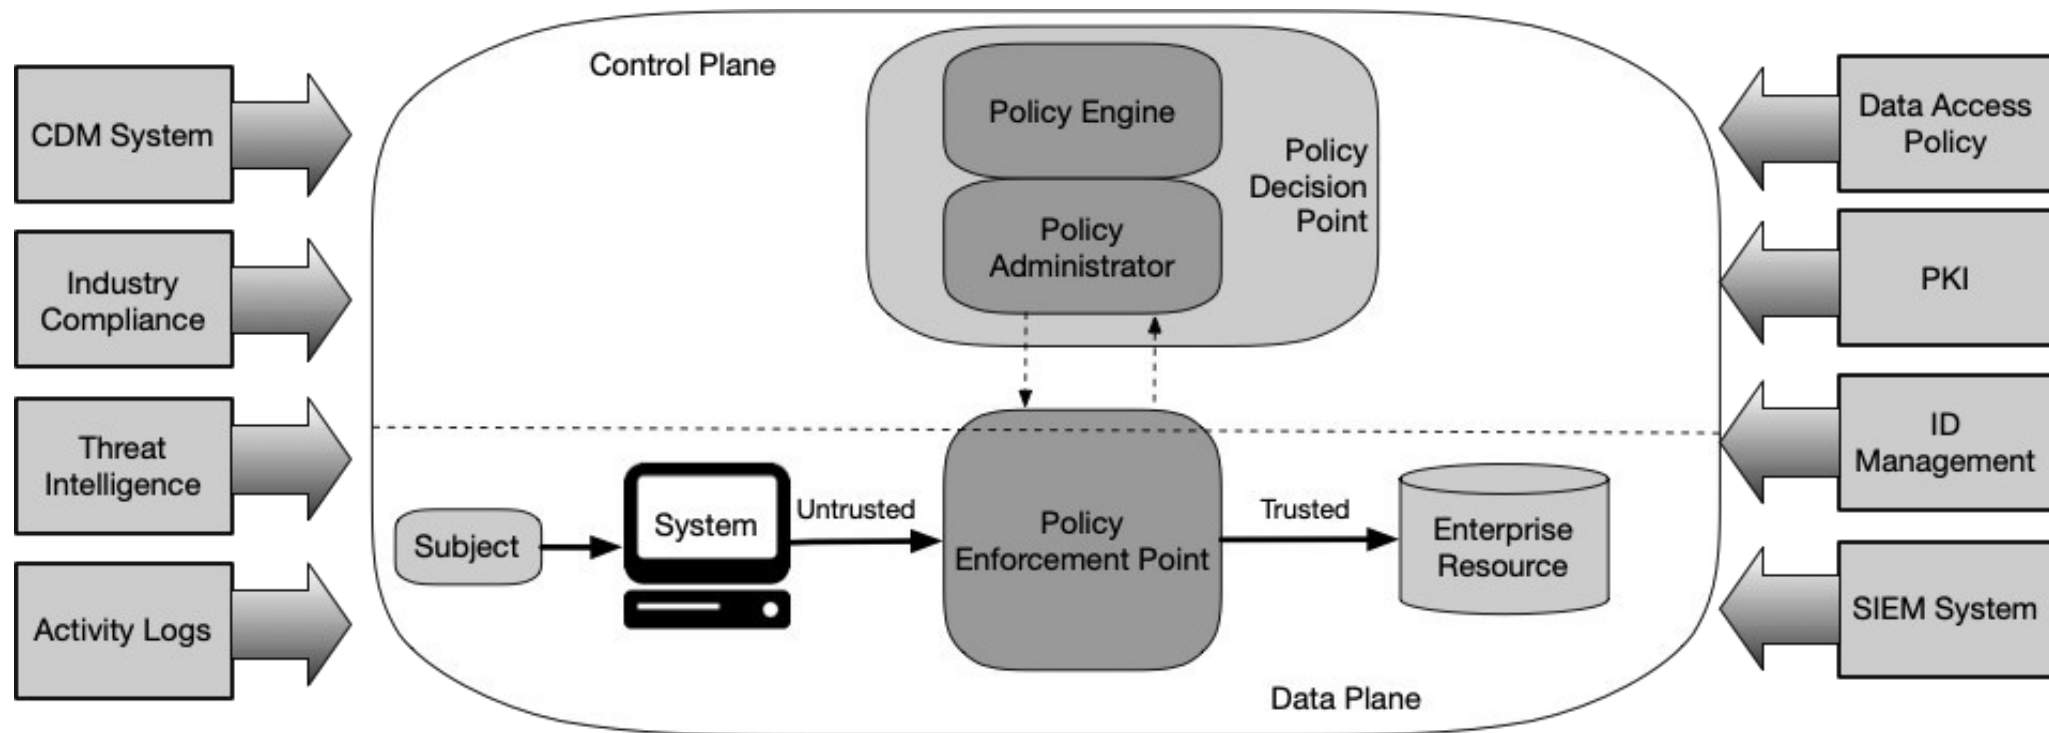 Control Plane
CDM System
Industry
Compliance
Threat
Intelligence
Activity Logs
Policy Engine
Policy
Administrator
Policy
Decision
Point
Subject
System
Untrusted
Policy
Enforcement Point
Trusted
Enterprise
Resource
Data Plane
Data Access
Policy
PKI
ID
Management
SIEM System